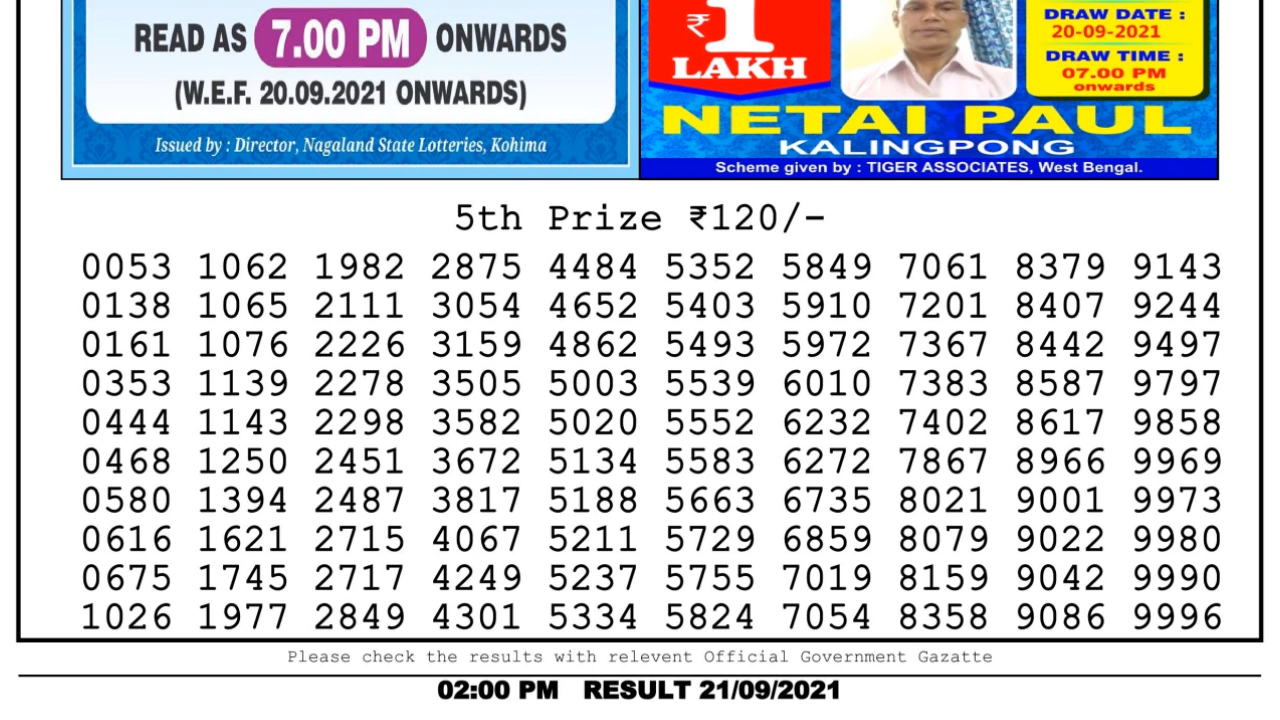 READ AS 7.00 PM ONWARDS
(W.E.F. 20.09.2021 ONWARDS)
Issued by : Director, Nagaland State Lotteries, Kohima
₹1
LAKH
DRAW DATE :
20-09-2021
DRAW TIME :
07.00 PM
onwards
NETAI PAUL
KALINGPONG
Scheme given by : TIGER ASSOCIATES, West Bengal.
5th Prize ₹120/-
0053 1062 1982 2875 4484 5352 5849 7061 8379 9143
0138 1065 2111 3054 4652 5403 5910 7201 8407 9244
0161 1076 2226 3159 4862 5493 5972 7367 8442 9497
0353 1139 2278 3505 5003 5539 6010 7383 8587 9797
0444 1143 2298 3582 5020 5552 6232 7402 8617 9858
0468 1250 2451 3672 5134 5583 6272 7867 8966 9969
0580 1394 2487 3817 5188 5663 6735 8021 9001 9973
0616 1621 2715 4067 5211 5729 6859 8079 9022 9980
0675 1745 2717 4249 5237 5755 7019 8159 9042 9990
1026 1977 2849 4301 5334 5824 7054 8358 9086 9996
Please check the results with relevent Official Government Gazatte
02:00 PM RESULT 21/09/2021